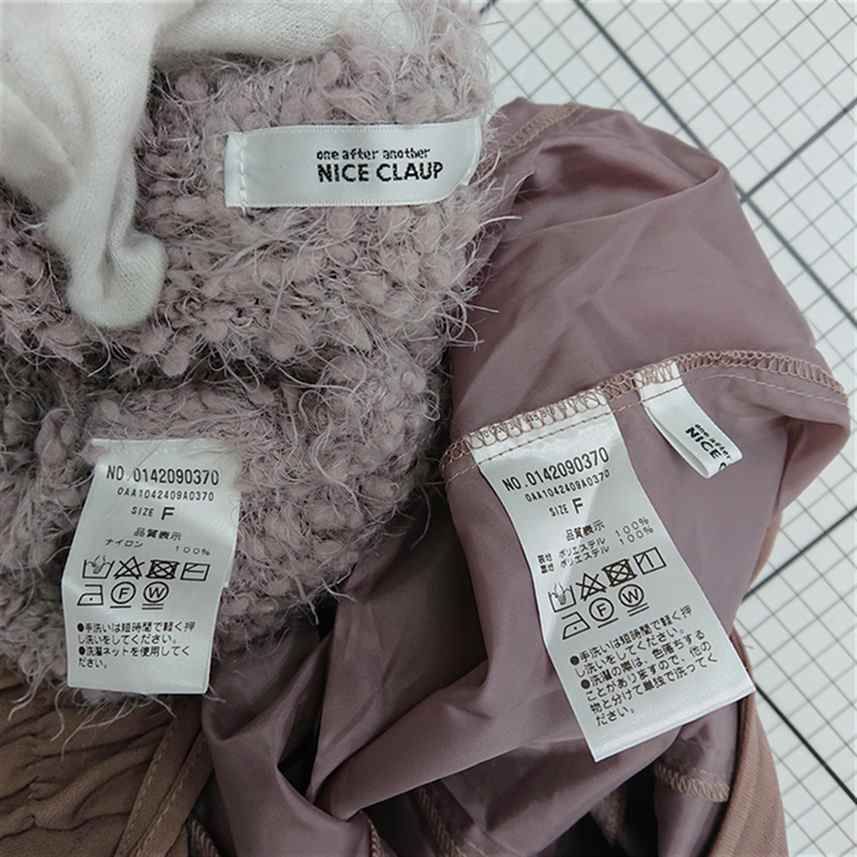 one after another
NICE CLAUP
NO.0142090370
0AA1042409A0370
SIZE F
品質表示
ナイロン 100%
●手洗いは短時間で軽く押
し洗いをしてください。
●洗濯ネットを使用してくだ
さい。
one after
NICE C
NO.0142090370
0AA1042409A0370
SIZE F
品質表示
表地 ポリエステル 100%
裏地 ポリエステル 100%
●手洗いは短時間で軽く押
し洗いをしてください。
●洗濯の際は、色落ちする
ことがありますので、他の
物と分けて単独で洗ってく
ださい。